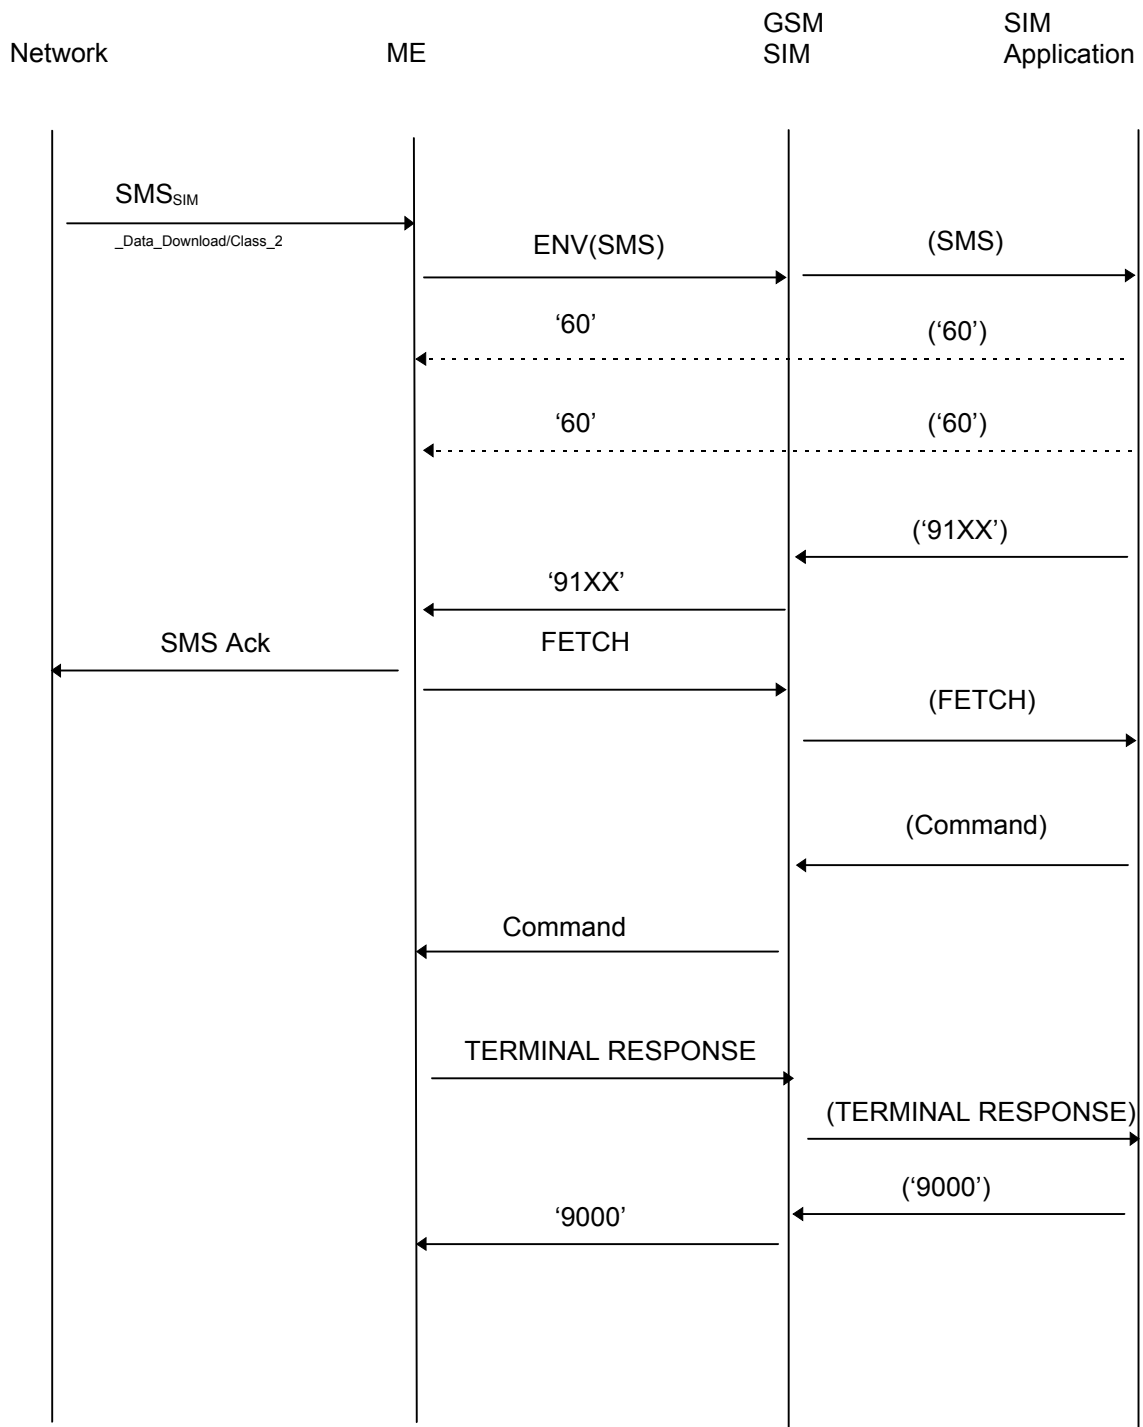 GSM
SIM
SIM
Application
Network
ME
SMSSIM
_Data_Download/Class_2
ENV(SMS)
(SMS)
‘60’
(‘60’)
‘60’
(‘60’)
(‘91XX’)
‘91XX’
SMS Ack
FETCH
(FETCH)
(Command)
Command
TERMINAL RESPONSE
(TERMINAL RESPONSE)
(‘9000’)
‘9000’